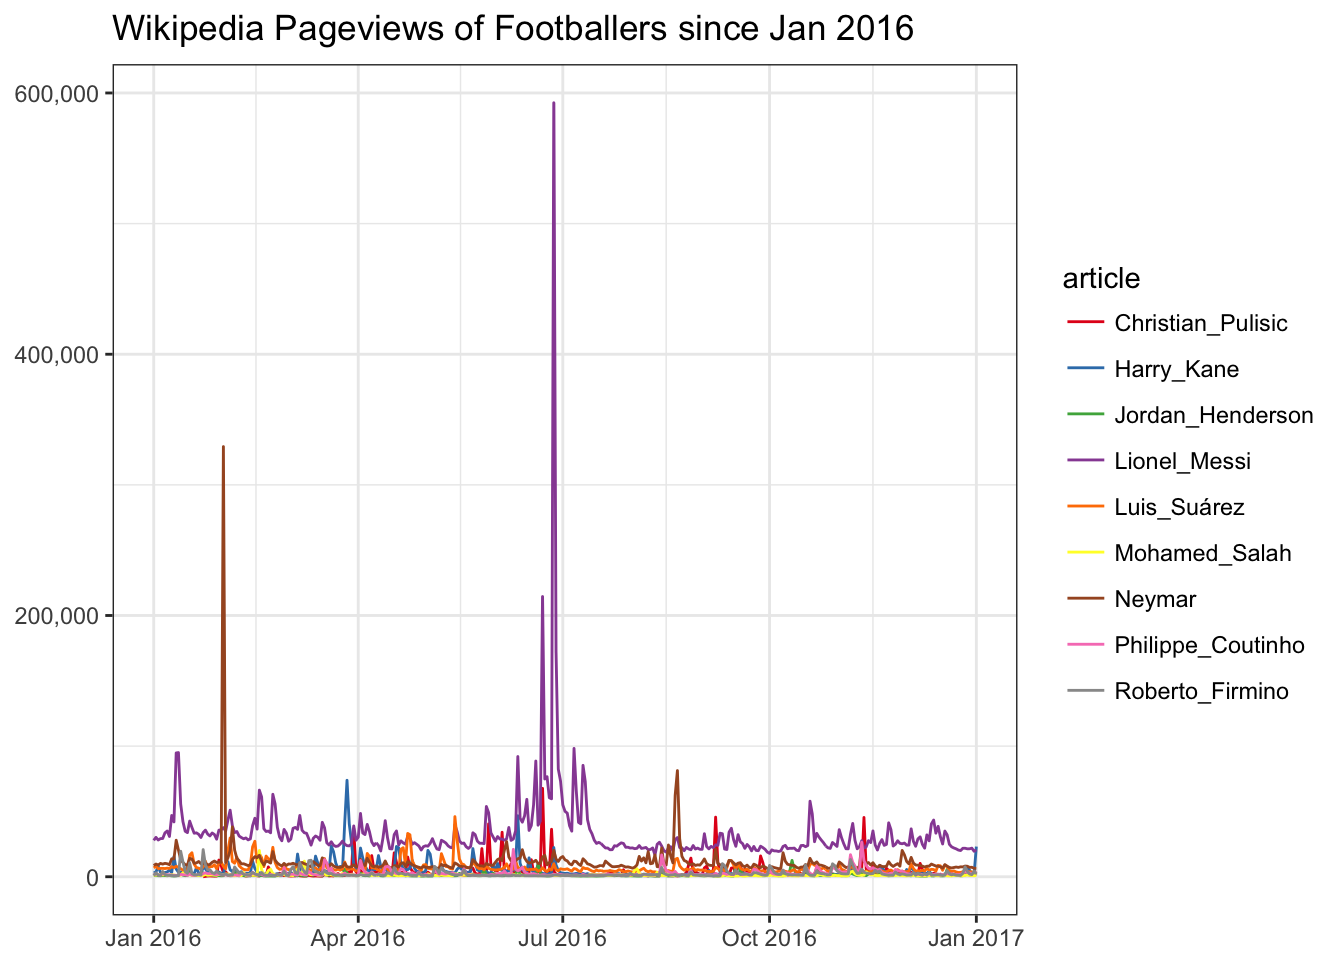 Wikipedia Pageviews of Footballers since Jan 2016
600,000
400,000
200,000
0
Jan 2016
Apr 2016
Jul 2016
Oct 2016
Jan 2017
article
Christian_Pulisic
Harry_Kane
Jordan_Henderson
Lionel_Messi
Luis_Suárez
Mohamed_Salah
Neymar
Philippe_Coutinho
Roberto_Firmino